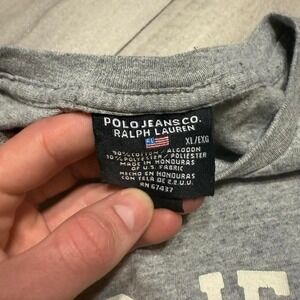 POLO JEANS CO.
RALPH LAUREN
XL/EXG
90% COTTON / ALGODON
10% POLYESTER / POLIESTER
MADE IN HONDURAS
OF U.S. FABRIC
HECHO EN HONDURAS
CON TELA DE E.E.U.U.
RN 67437